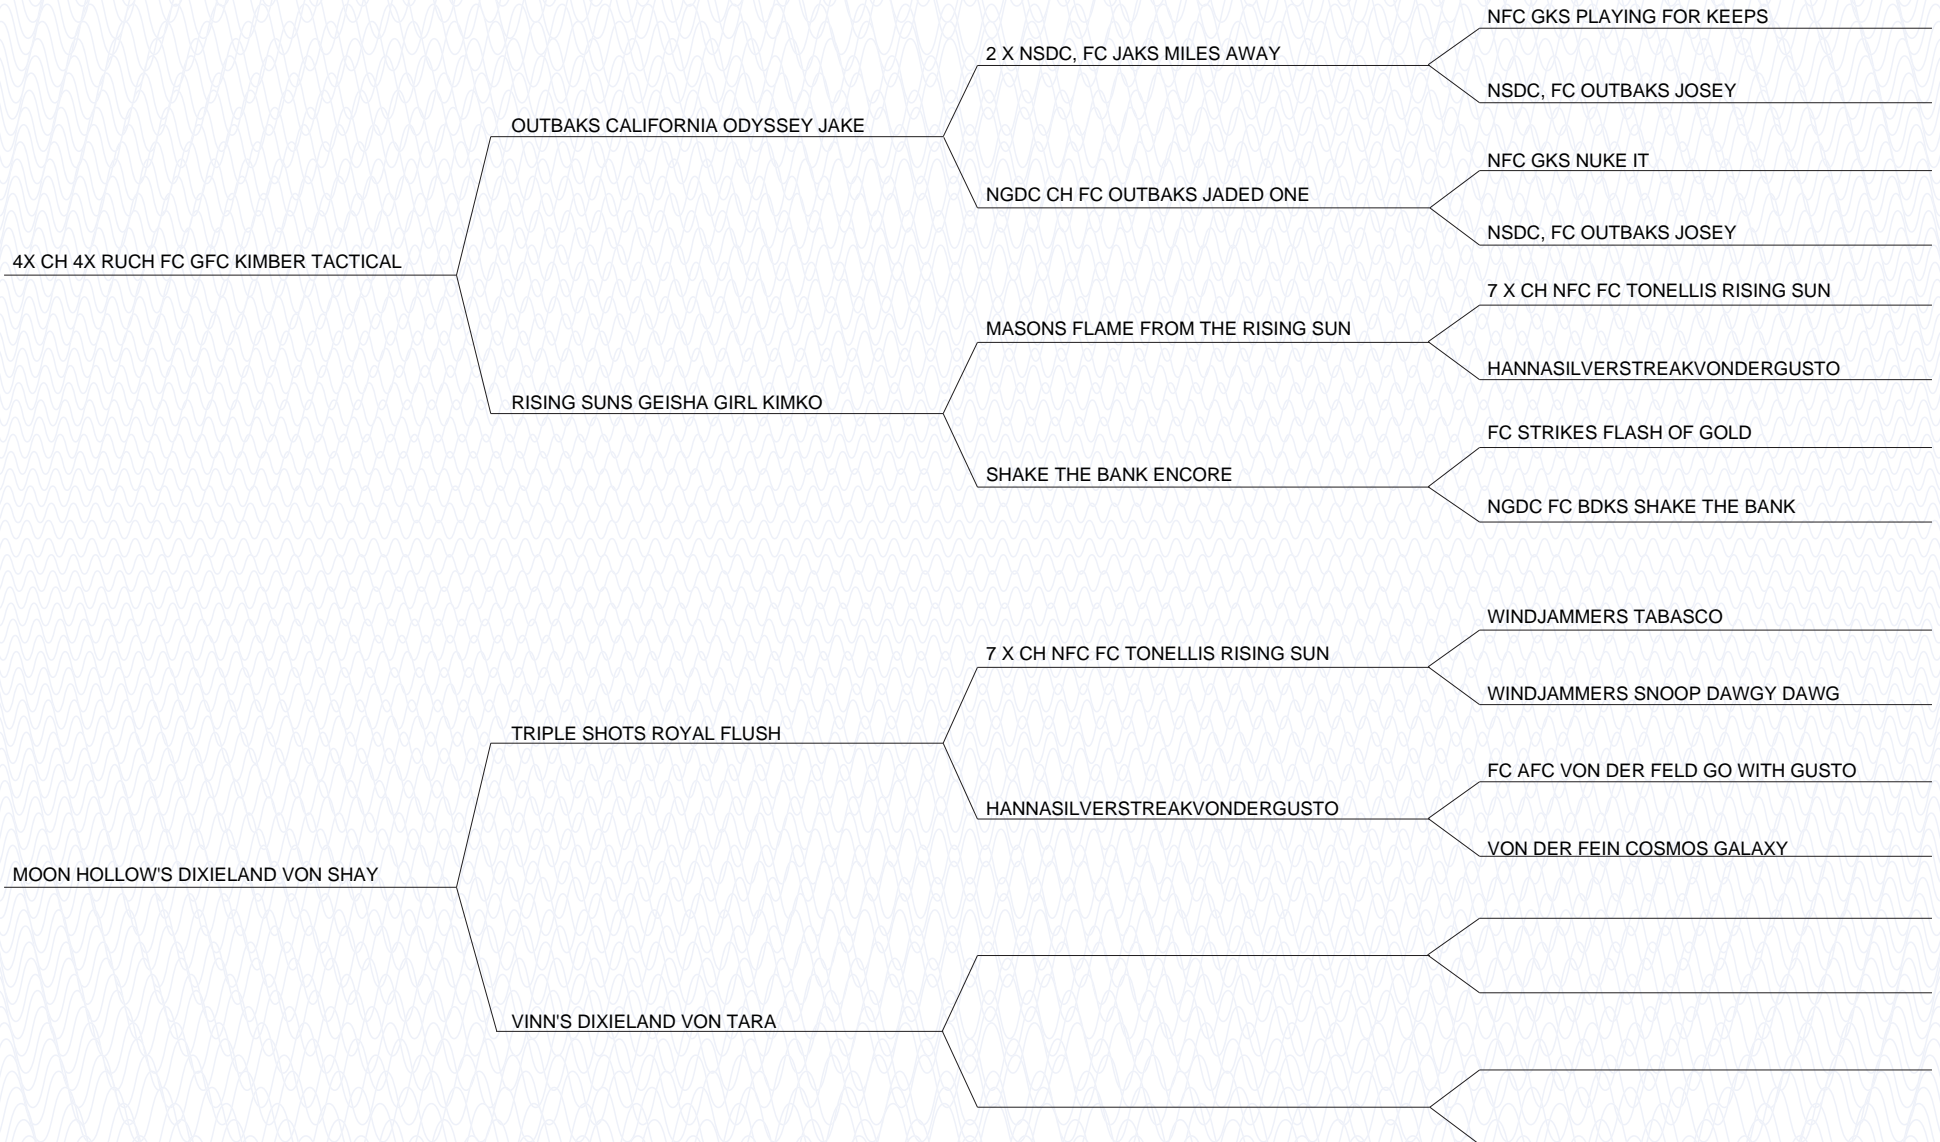 NFC GKS PLAYING FOR KEEPS
2 X NSDC, FC JAKS MILES AWAY
NSDC, FC OUTBAKS JOSEY
OUTBAKS CALIFORNIA ODYSSEY JAKE
NFC GKS NUKE IT
NGDC CH FC OUTBAKS JADED ONE
NSDC, FC OUTBAKS JOSEY
4X CH 4X RUCH FC GFC KIMBER TACTICAL
7 X CH NFC FC TONELLIS RISING SUN
MASONS FLAME FROM THE RISING SUN
HANNASILVERSTREAKVONDERGUSTO
RISING SUNS GEISHA GIRL KIMKO
FC STRIKES FLASH OF GOLD
SHAKE THE BANK ENCORE
NGDC FC BDKS SHAKE THE BANK
WINDJAMMERS TABASCO
7 X CH NFC FC TONELLIS RISING SUN
WINDJAMMERS SNOOP DAWGY DAWG
TRIPLE SHOTS ROYAL FLUSH
FC AFC VON DER FELD GO WITH GUSTO
HANNASILVERSTREAKVONDERGUSTO
VON DER FEIN COSMOS GALAXY
MOON HOLLOW'S DIXIELAND VON SHAY
VINN'S DIXIELAND VON TARA